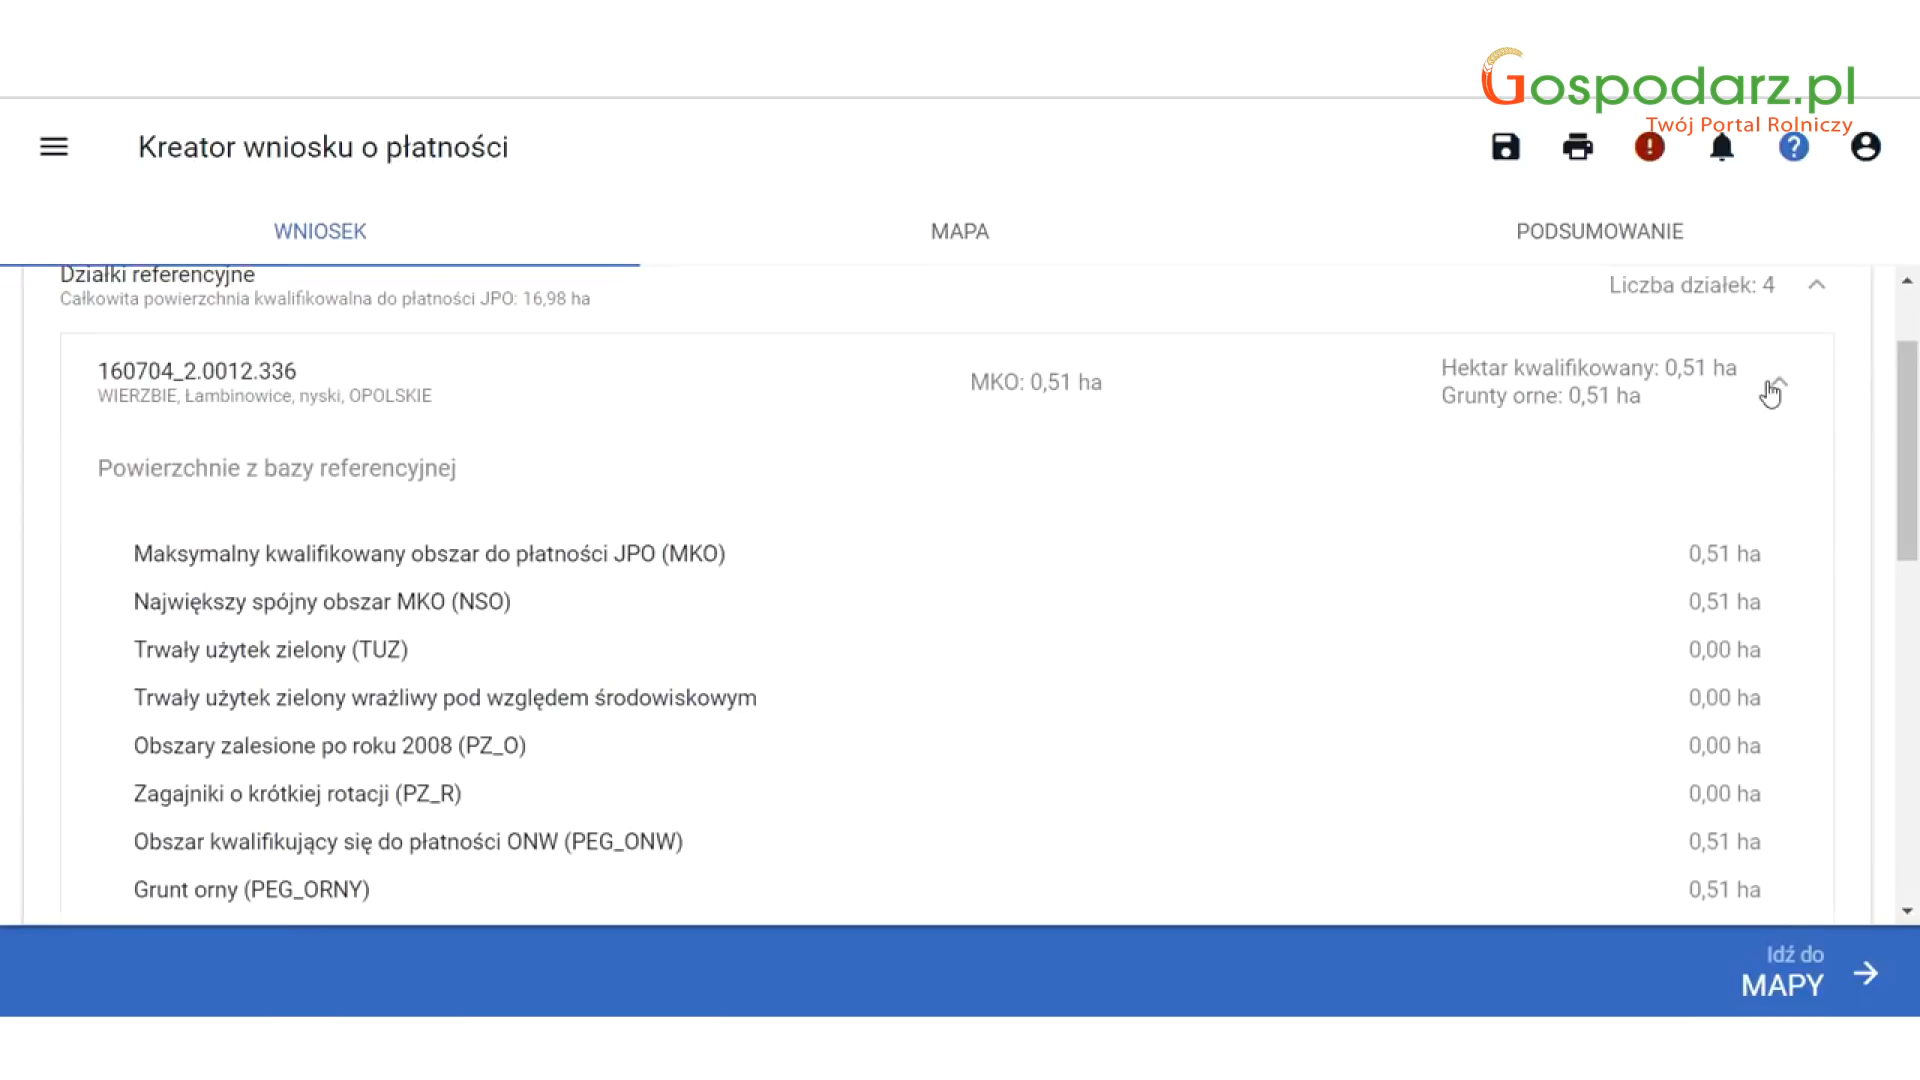 Gospodarz.pl
Twój Portal Rolniczy
Kreator wniosku o płatności
WNIOSEK
MAPA
PODSUMOWANIE
Działki referencyjne
Całkowita powierzchnia kwalifikowalna do płatności JPO: 16,98 ha
Liczba działek: 4
160704_2.0012.336
WIERZBIE, Łambinowice, nyski, OPOLSKIE
MKO: 0,51 ha
Hektar kwalifikowany: 0,51 ha
Grunty orne: 0,51 ha
Powierzchnie z bazy referencyjnej
Maksymalny kwalifikowany obszar do płatności JPO (MKO) 0,51 ha
Największy spójny obszar MKO (NSO) 0,51 ha
Trwały użytek zielony (TUZ) 0,00 ha
Trwały użytek zielony wrażliwy pod względem środowiskowym 0,00 ha
Obszary zalesione po roku 2008 (PZ_O) 0,00 ha
Zagajniki o krótkiej rotacji (PZ_R) 0,00 ha
Obszar kwalifikujący się do płatności ONW (PEG_ONW) 0,51 ha
Grunt orny (PEG_ORNY) 0,51 ha
Idź do
MAPY